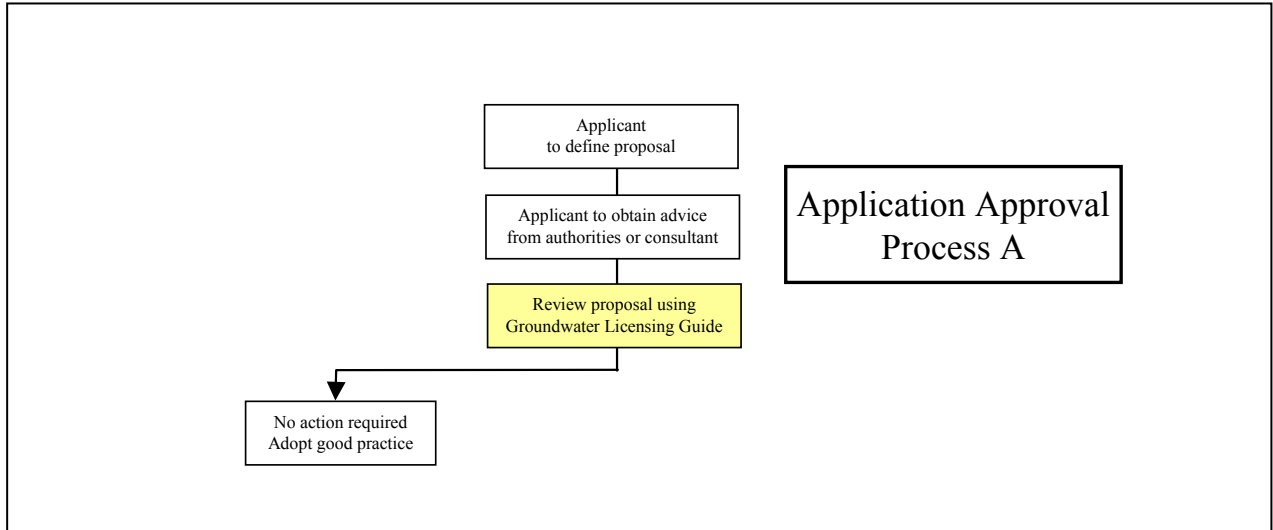 Applicant
to define proposal
Applicant to obtain advice
from authorities or consultant
Application Approval
Process A
Review proposal using
Groundwater Licensing Guide
No action required
Adopt good practice